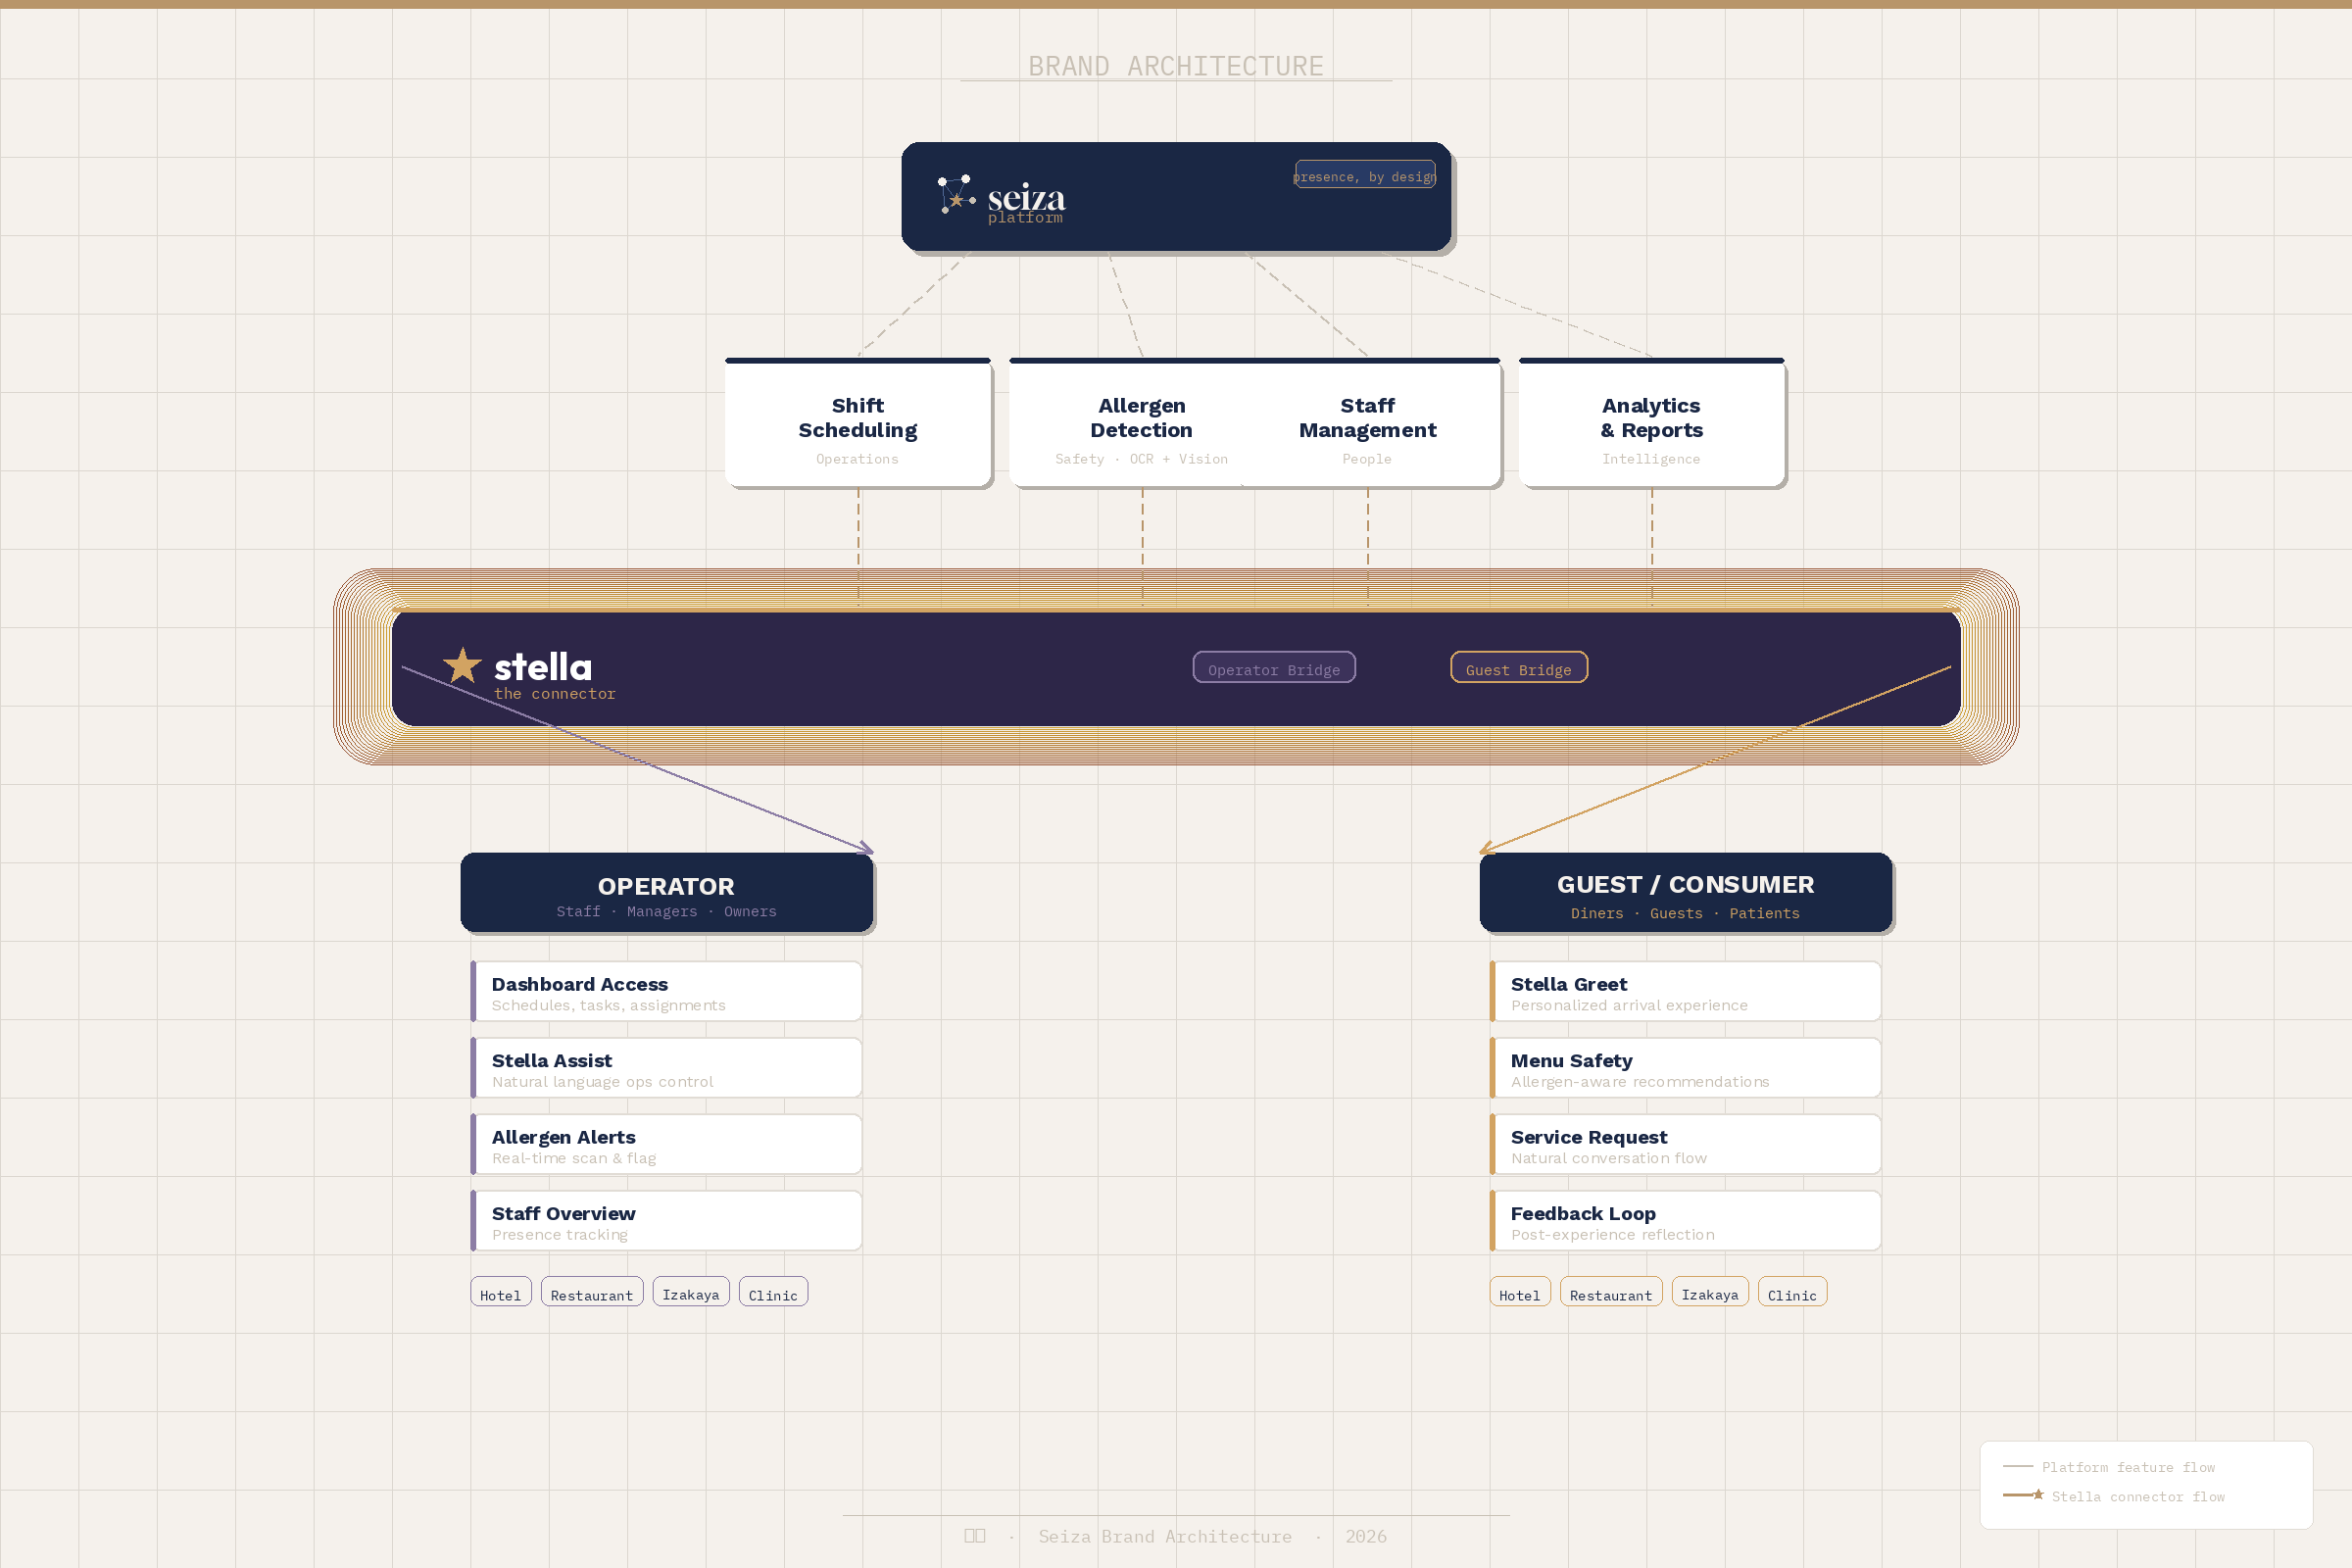 BRAND ARCHITECTURE
seiza
platform
presence, by design
Shift
Scheduling
Operations
Allergen
Detection
Safety · OCR + Vision
Staff
Management
People
Analytics
& Reports
Intelligence
stella
the connector
Operator Bridge
Guest Bridge
OPERATOR
Staff · Managers · Owners
Dashboard Access
Schedules, tasks, assignments
Stella Assist
Natural language ops control
Allergen Alerts
Real-time scan & flag
Staff Overview
Presence tracking
Hotel
Restaurant
Izakaya
Clinic
GUEST / CONSUMER
Diners · Guests · Patients
Stella Greet
Personalized arrival experience
Menu Safety
Allergen-aware recommendations
Service Request
Natural conversation flow
Feedback Loop
Post-experience reflection
Hotel
Restaurant
Izakaya
Clinic
Platform feature flow
Stella connector flow
· Seiza Brand Architecture · 2026